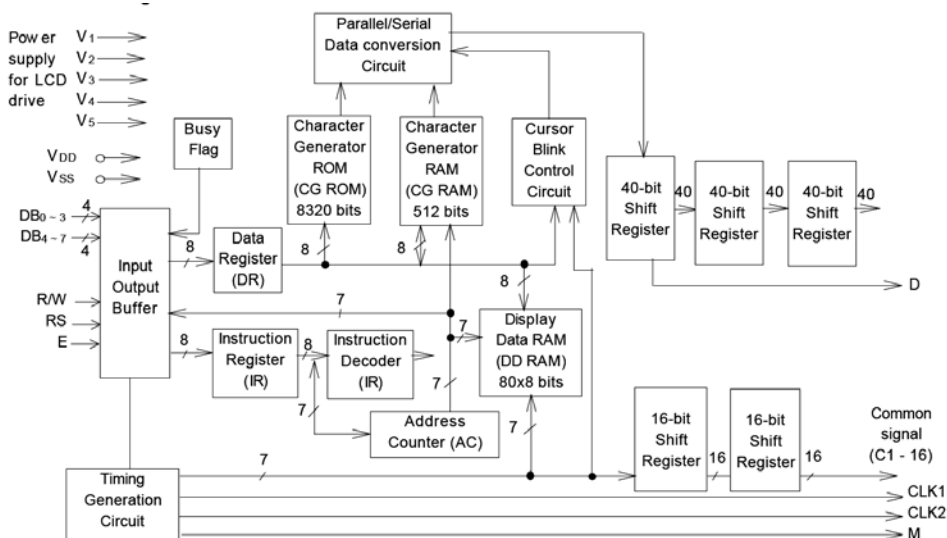 Power
supply
for LCD
drive
V1
V2
V3
V4
V5
VDD
VSS
Busy
Flag
Parallel/Serial
Data conversion
Circuit
Character
Generator
ROM
(CG ROM)
8320 bits
Character
Generator
RAM
(CG RAM)
512 bits
Cursor
Blink
Control
Circuit
40-bit
Shift
Register
40
40-bit
Shift
Register
40
40-bit
Shift
Register
40
D
4
DB0 ~ 3
DB4 ~ 7
4
R/W
RS
E
Input
Output
Buffer
8
Data
Register
(DR)
8
8
8
7
7
Display
Data RAM
(DD RAM)
80x8 bits
8
Instruction
Register
(IR)
8
Instruction
Decoder
(IR)
7
7
Address
Counter (AC)
7
7
Timing
Generation
Circuit
16-bit
Shift
Register
16
16-bit
Shift
Register
16
Common
signal
(C1 - 16)
CLK1
CLK2
M